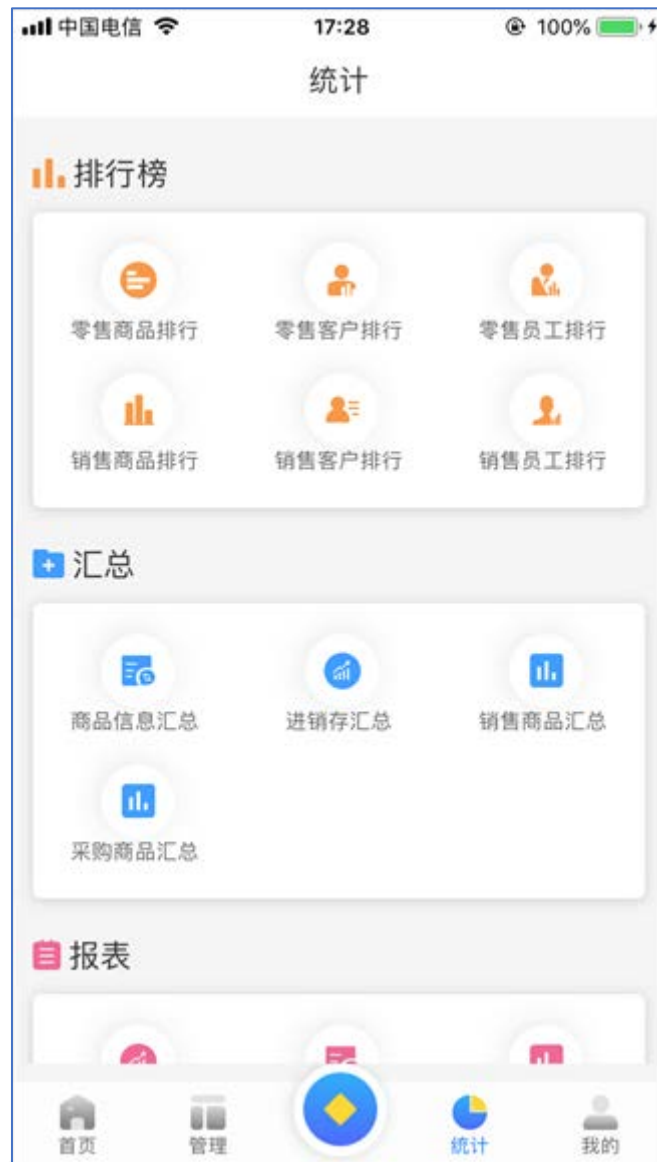 中国电信 17:28 100%
统计
排行榜
零售商品排行 零售客户排行 零售员工排行
销售商品排行 销售客户排行 销售员工排行
汇总
商品信息汇总 进销存汇总 销售商品汇总
采购商品汇总
报表
首页 管理 统计 我的